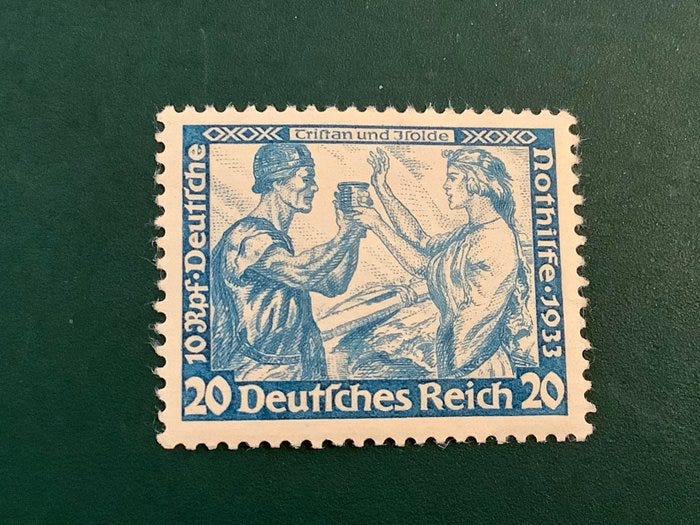 Triſtan und Iſolde
10 Rpf · Deutſche
Nothilfe · 1933
20 Deutſches Reich 20